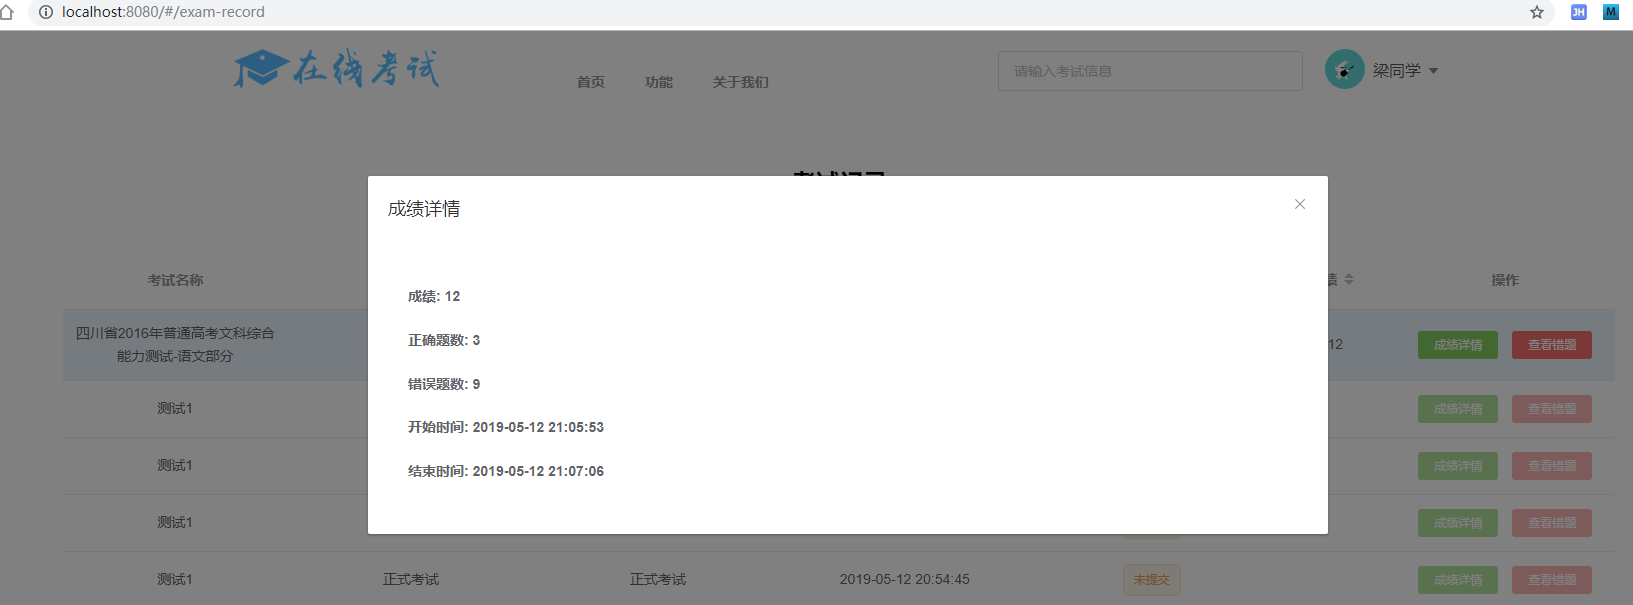 localhost:8080/#/exam-record
JH
M
在线考试
首页
功能
关于我们
请输入考试信息
梁同学
考试记录
成绩详情
考试名称
绩
操作
成绩: 12
四川省2016年普通高考文科综合
能力测试-语文部分
12
成绩详情
查看错题
正确题数: 3
错误题数: 9
测试1
成绩详情
查看错题
开始时间: 2019-05-12 21:05:53
测试1
成绩详情
查看错题
结束时间: 2019-05-12 21:07:06
测试1
成绩详情
查看错题
测试1
正式考试
正式考试
2019-05-12 20:54:45
未提交
成绩详情
查看错题